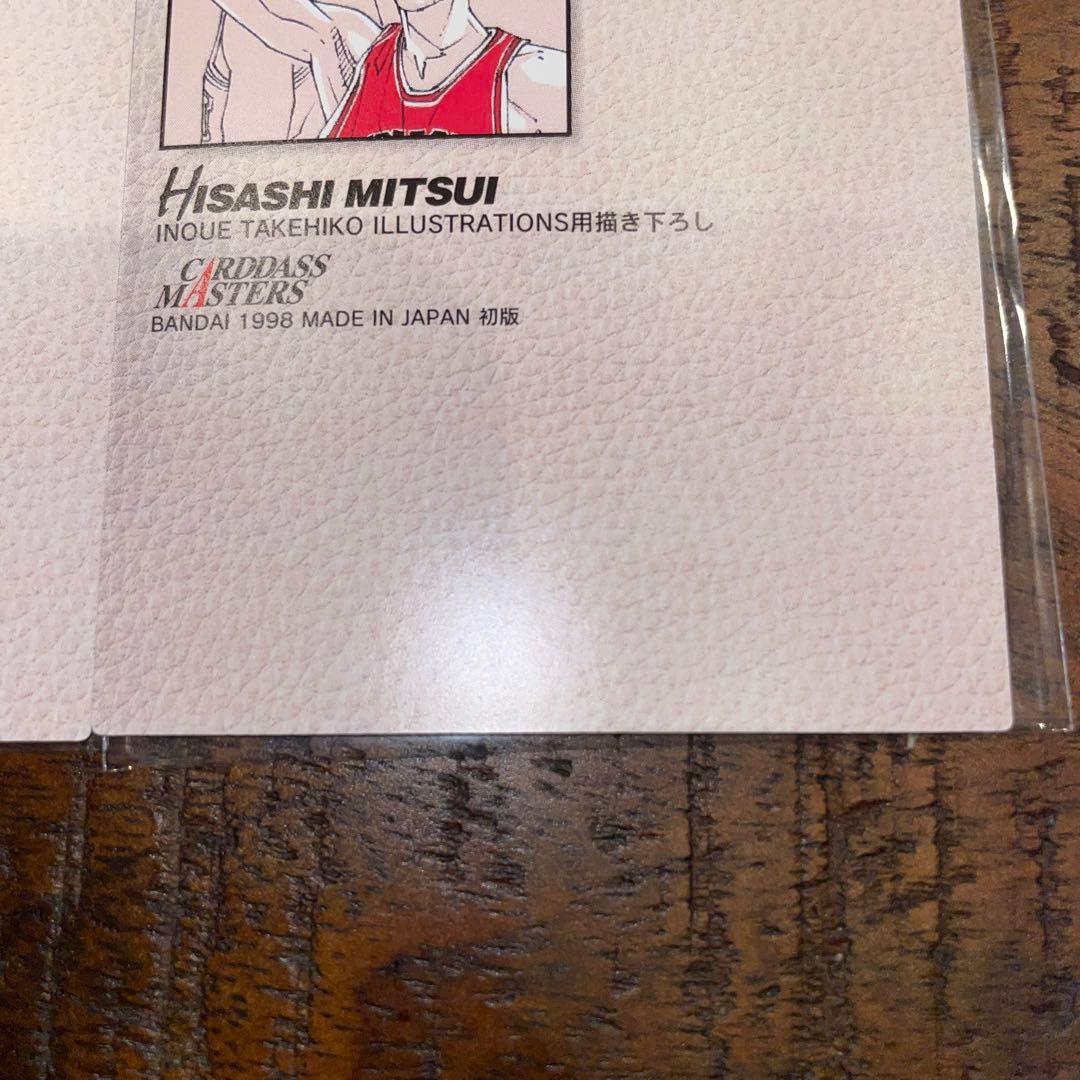 HISASHI MITSUI
INOUE TAKEHIKO ILLUSTRATIONS用描き下ろし
CARDDASS
MASTERS
BANDAI 1998 MADE IN JAPAN 初版